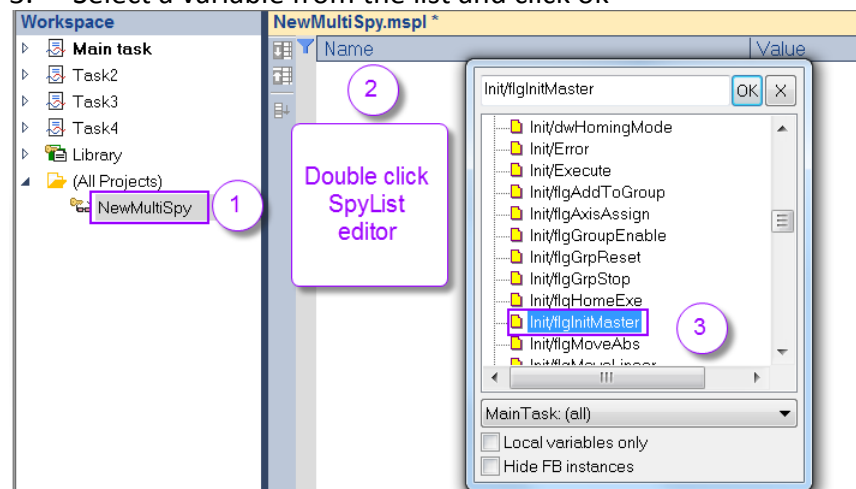 3. Select a variable from the list and click ok
Workspace
Main task
Task2
Task3
Task4
Library
(All Projects)
NewMultiSpy
1
NewMultiSpy.mspl *
Name
Value
2
Double click
SpyList
editor
Init/flgInitMaster
OK
X
Init/dwHomingMode
Init/Error
Init/Execute
Init/flgAddToGroup
Init/flgAxisAssign
Init/flgGroupEnable
Init/flgGrpReset
Init/flgGrpStop
Init/flgHomeExe
Init/flgInitMaster
3
Init/flgMoveAbs
Init/flgMoveLinear
MainTask: (all)
Local variables only
Hide FB instances